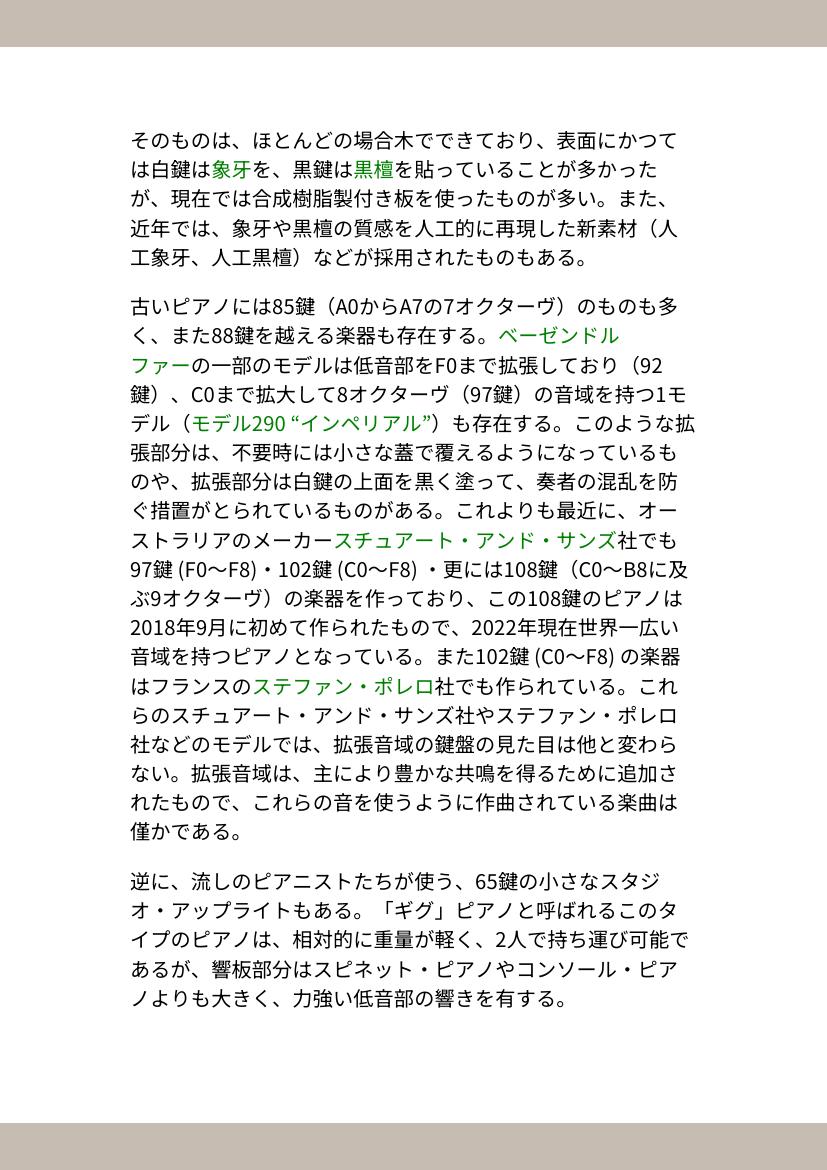 そのものは、ほとんどの場合木でできており、表面にかつて
は白鍵は象牙を、黒鍵は黒檀を貼っていることが多かった
が、現在では合成樹脂製付き板を使ったものが多い。また、
近年では、象牙や黒檀の質感を人工的に再現した新素材（人
工象牙、人工黒檀）などが採用されたものもある。
古いピアノには85鍵（A0からA7の7オクターヴ）のものも多
く、また88鍵を越える楽器も存在する。ベーゼンドル
ファーの一部のモデルは低音部をF0まで拡張しており（92
鍵）、C0まで拡大して8オクターヴ（97鍵）の音域を持つ1モ
デル（モデル290 “インペリアル”）も存在する。このような拡
張部分は、不要時には小さな蓋で覆えるようになっているも
のや、拡張部分は白鍵の上面を黒く塗って、奏者の混乱を防
ぐ措置がとられているものがある。これよりも最近に、オー
ストラリアのメーカースチュアート・アンド・サンズ社でも
97鍵 (F0〜F8)・102鍵 (C0〜F8) ・更には108鍵（C0〜B8に及
ぶ9オクターヴ）の楽器を作っており、この108鍵のピアノは
2018年9月に初めて作られたもので、2022年現在世界一広い
音域を持つピアノとなっている。また102鍵 (C0〜F8) の楽器
はフランスのステファン・ポレロ社でも作られている。これ
らのスチュアート・アンド・サンズ社やステファン・ポレロ
社などのモデルでは、拡張音域の鍵盤の見た目は他と変わら
ない。拡張音域は、主により豊かな共鳴を得るために追加さ
れたもので、これらの音を使うように作曲されている楽曲は
僅かである。
逆に、流しのピアニストたちが使う、65鍵の小さなスタジ
オ・アップライトもある。「ギグ」ピアノと呼ばれるこのタ
イプのピアノは、相対的に重量が軽く、2人で持ち運び可能で
あるが、響板部分はスピネット・ピアノやコンソール・ピア
ノよりも大きく、力強い低音部の響きを有する。